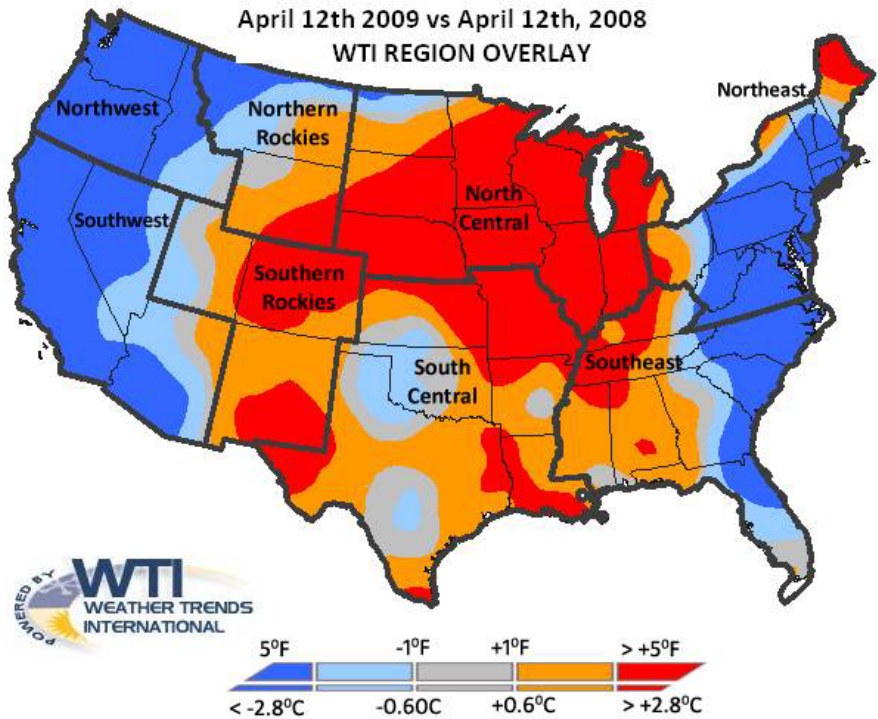 April 12th 2009 vs April 12th, 2008
WTI REGION OVERLAY
Northeast
Northwest
Northern
Rockies
North
Central
Southwest
Southern
Rockies
South
Central
Southeast
POWERED BY
WTI
WEATHER TRENDS
INTERNATIONAL
5⁰F -1⁰F +1⁰F > +5⁰F
< -2.8⁰C -0.60C +0.6⁰C > +2.8⁰C